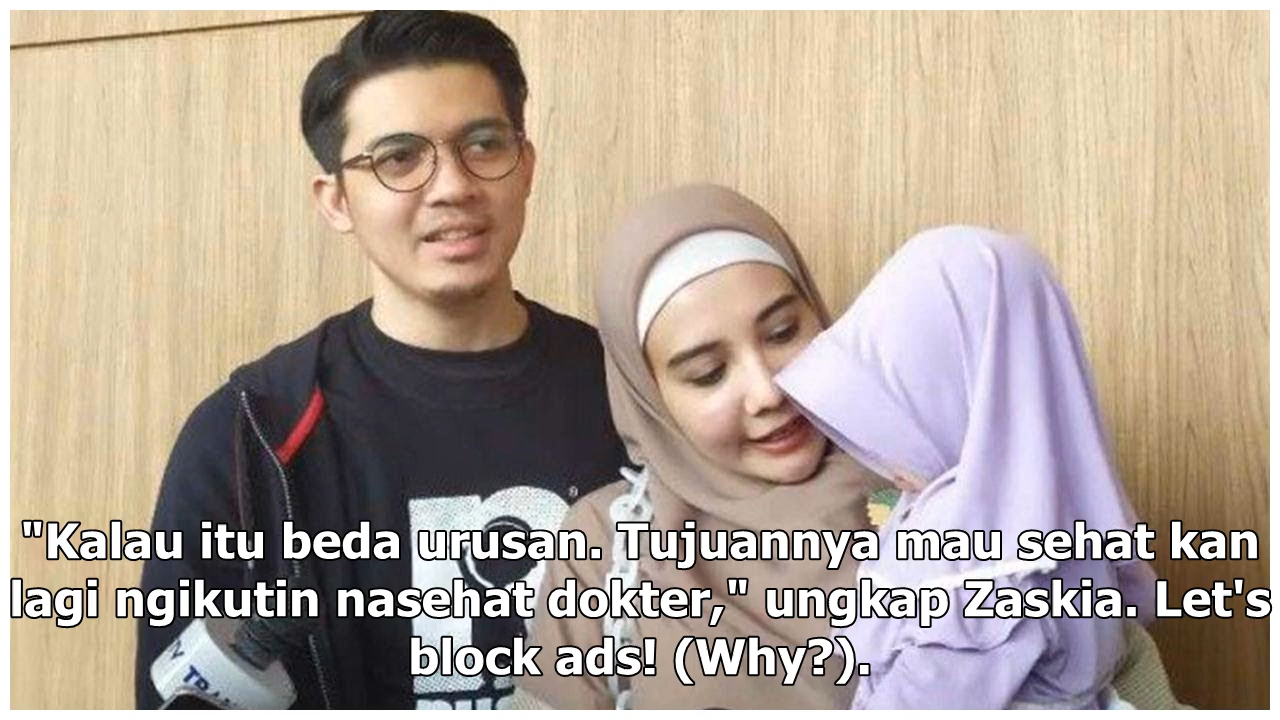 "Kalau itu beda urusan. Tujuannya mau sehat kan
lagi ngikutin nasehat dokter," ungkap Zaskia. Let's
block ads! (Why?).